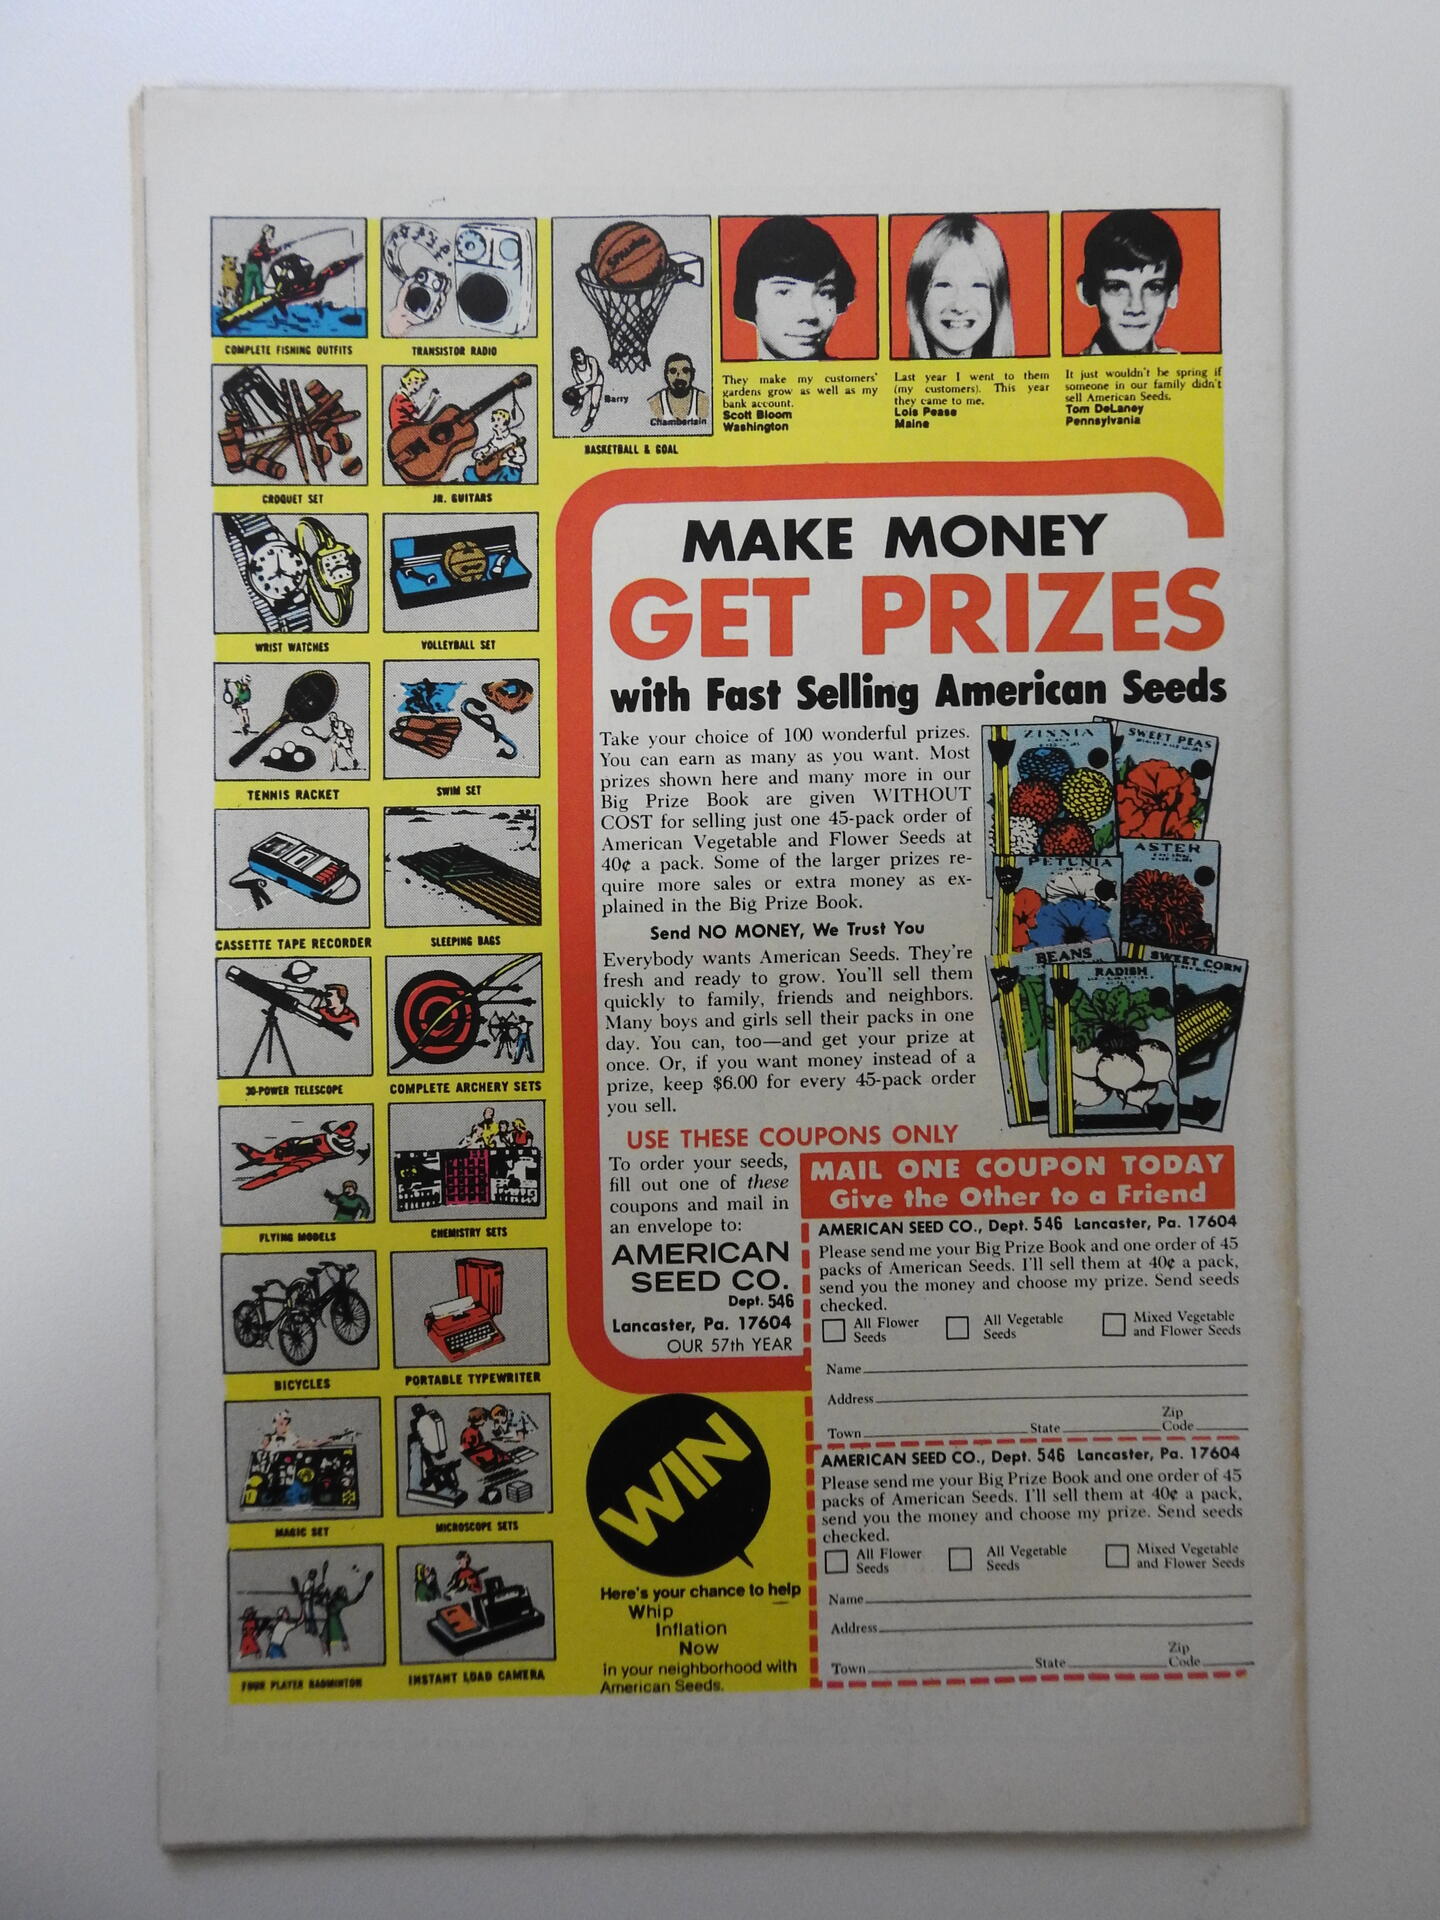 COMPLETE FISHING OUTFITS
TRANSISTOR RADIO
CROQUET SET
JR. GUITARS
WRIST WATCHES
VOLLEYBALL SET
TENNIS RACKET
SWIM SET
CASSETTE TAPE RECORDER
SLEEPING BAGS
30-POWER TELESCOPE
COMPLETE ARCHERY SETS
FLYING MODELS
CHEMISTRY SETS
BICYCLES
PORTABLE TYPEWRITER
MAGIC SET
MICROSCOPE SETS
FOUR PLAYER BADMINTON
INSTANT LOAD CAMERA
Spalding
Barry
Chamberlain
BASKETBALL & GOAL
They make my customers'
gardens grow as well as my
bank account.
Scott Bloom
Washington
Last year I went to them
(my customers). This year
they came to me.
Lois Pease
Maine
It just wouldn't be spring if
someone in our family didn't
sell American Seeds.
Tom DeLaney
Pennsylvania
MAKE MONEY
GET PRIZES
with Fast Selling American Seeds
Take your choice of 100 wonderful prizes.
You can earn as many as you want. Most
prizes shown here and many more in our
Big Prize Book are given WITHOUT
COST for selling just one 45-pack order of
American Vegetable and Flower Seeds at
40¢ a pack. Some of the larger prizes re-
quire more sales or extra money as ex-
plained in the Big Prize Book.
Send NO MONEY, We Trust You
Everybody wants American Seeds. They're
fresh and ready to grow. You'll sell them
quickly to family, friends and neighbors.
Many boys and girls sell their packs in one
day. You can, too—and get your prize at
once. Or, if you want money instead of a
prize, keep $6.00 for every 45-pack order
you sell.
ZINNIA
SWEET PEAS
PETUNIA
ASTER
BEANS
RADISH
SWEET CORN
USE THESE COUPONS ONLY
To order your seeds,
fill out one of these
coupons and mail in
an envelope to:
AMERICAN
SEED CO.
Dept. 546
Lancaster, Pa. 17604
OUR 57th YEAR
WIN
Here's your chance to help
Whip
Inflation
Now
in your neighborhood with
American Seeds.
MAIL ONE COUPON TODAY
Give the Other to a Friend
AMERICAN SEED CO., Dept. 546 Lancaster, Pa. 17604
Please send me your Big Prize Book and one order of 45
packs of American Seeds. I'll sell them at 40¢ a pack,
send you the money and choose my prize. Send seeds
checked.
All Flower Seeds
All Vegetable Seeds
Mixed Vegetable and Flower Seeds
Name
Address
Town State Zip Code
AMERICAN SEED CO., Dept. 546 Lancaster, Pa. 17604
Please send me your Big Prize Book and one order of 45
packs of American Seeds. I'll sell them at 40¢ a pack,
send you the money and choose my prize. Send seeds
checked.
All Flower Seeds
All Vegetable Seeds
Mixed Vegetable and Flower Seeds
Name
Address
Town State Zip Code